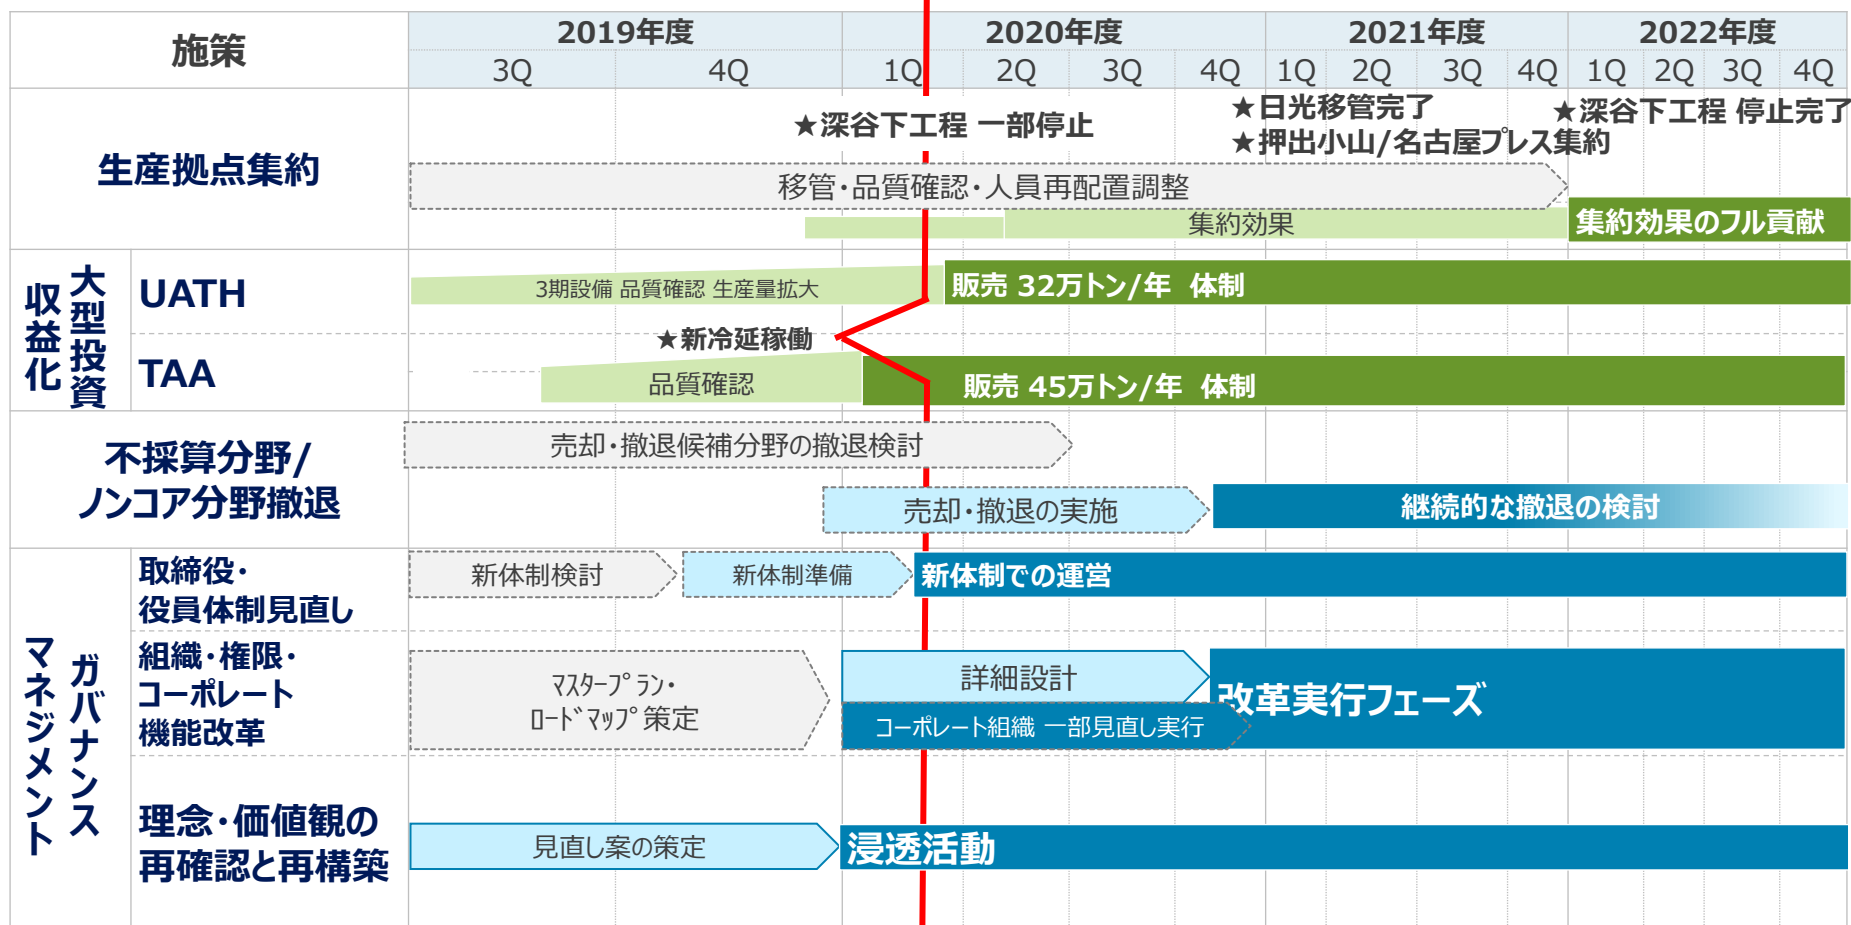 施策
2019年度
2020年度
2021年度
2022年度
3Q 4Q 1Q 2Q 3Q 4Q 1Q 2Q 3Q 4Q 1Q 2Q 3Q 4Q
生産拠点集約
★深谷下工程 一部停止
★日光移管完了
★押出小山/名古屋プレス集約
★深谷下工程 停止完了
移管・品質確認・人員再配置調整
集約効果
集約効果のフル貢献
大型投資
収益化
UATH
3期設備 品質確認 生産量拡大
販売 32万トン/年 体制
★新冷延稼働
TAA
品質確認
販売 45万トン/年 体制
不採算分野/
ノンコア分野撤退
売却・撤退候補分野の撤退検討
売却・撤退の実施
継続的な撤退の検討
ガバナンス
マネジメント
取締役・
役員体制見直し
新体制検討
新体制準備
新体制での運営
組織・権限・
コーポレート
機能改革
ﾏｽﾀｰﾌﾟﾗﾝ・
ﾛｰﾄﾞﾏｯﾌﾟ策定
詳細設計
コーポレート組織 一部見直し実行
改革実行フェーズ
理念・価値観の
再確認と再構築
見直し案の策定
浸透活動